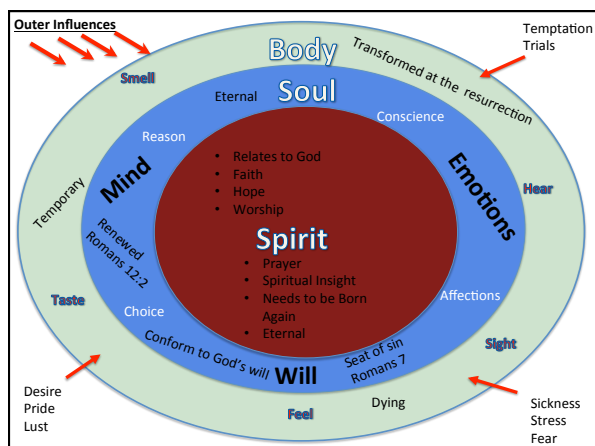 Outer Influences
Temptation
Trials
Body
Transformed at the resurrection
Smell
Soul
Eternal
Conscience
Reason
Mind
Emotions
Relates to God
Faith
Hope
Worship
Hear
Temporary
Spirit
Renewed
Romans 12:2
Prayer
Spiritual Insight
Needs to be Born
Again
Eternal
Taste
Choice
Affections
Conform to God's will
Will
Seat of sin
Romans 7
Sight
Feel
Dying
Desire
Pride
Lust
Sickness
Stress
Fear